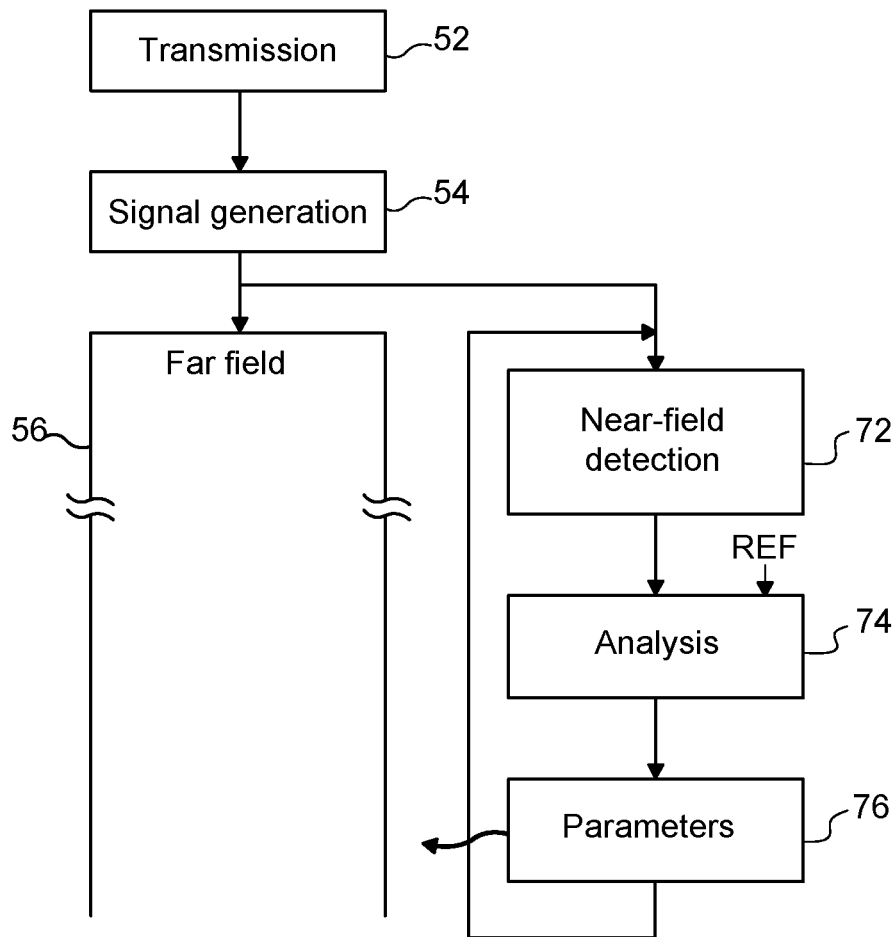 Transmission
52
Signal generation
54
Far field
56
Near-field
detection
72
REF
Analysis
74
Parameters
76